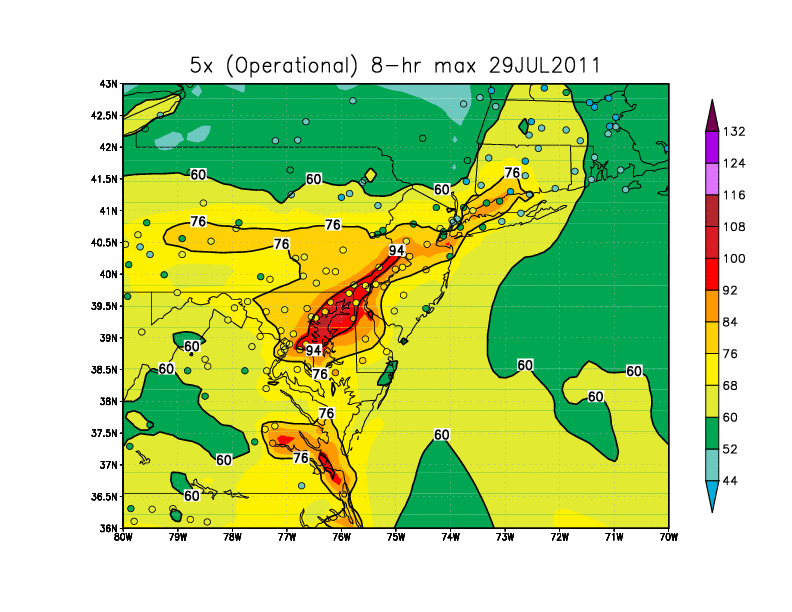 5x (Operational) 8-hr max 29JUL2011
43N
42.5N
42N
41.5N
41N
40.5N
40N
39.5N
39N
38.5N
38N
37.5N
37N
36.5N
36N
80W 79W 78W 77W 76W 75W 74W 73W 72W 71W 70W
60 60 60 76
76 76 76
94
94
76
60
60
60 60
60
76
60
60 76
60
132
124
116
108
100
92
84
76
68
60
52
44